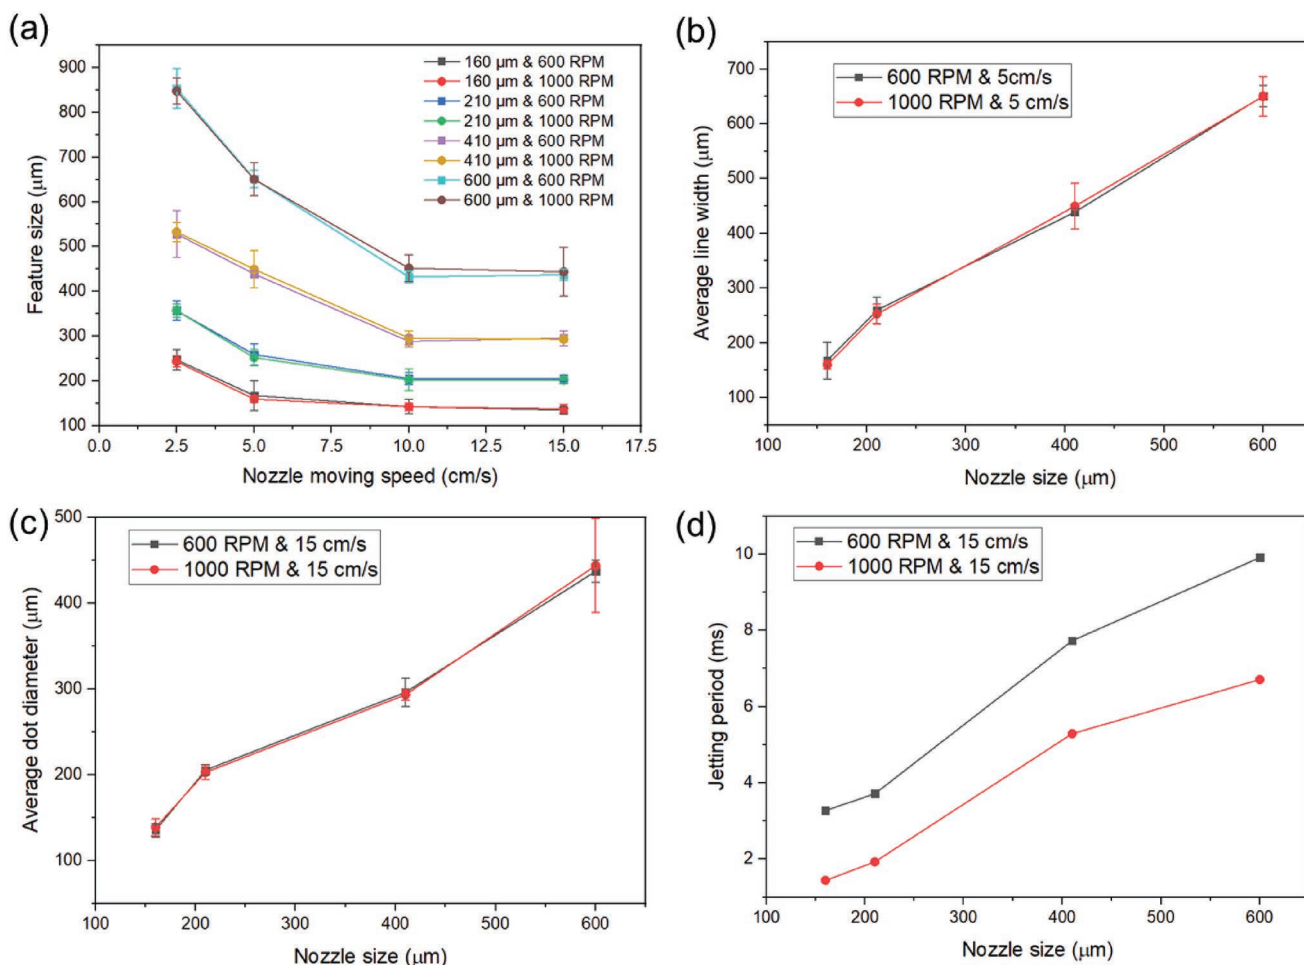 (a)
900
800
700
600
500
400
300
200
100
0.0 2.5 5.0 7.5 10.0 12.5 15.0 17.5
Feature size (μm)
Nozzle moving speed (cm/s)
160 μm & 600 RPM
160 μm & 1000 RPM
210 μm & 600 RPM
210 μm & 1000 RPM
410 μm & 600 RPM
410 μm & 1000 RPM
600 μm & 600 RPM
600 μm & 1000 RPM
(b)
700
600
500
400
300
200
100
100 200 300 400 500 600
Average line width (μm)
Nozzle size (μm)
600 RPM & 5cm/s
1000 RPM & 5 cm/s
(c)
500
400
300
200
100
100 200 300 400 500 600
Average dot diameter (μm)
Nozzle size (μm)
600 RPM & 15 cm/s
1000 RPM & 15 cm/s
(d)
10
8
6
4
2
100 200 300 400 500 600
Jetting period (ms)
Nozzle size (μm)
600 RPM & 15 cm/s
1000 RPM & 15 cm/s